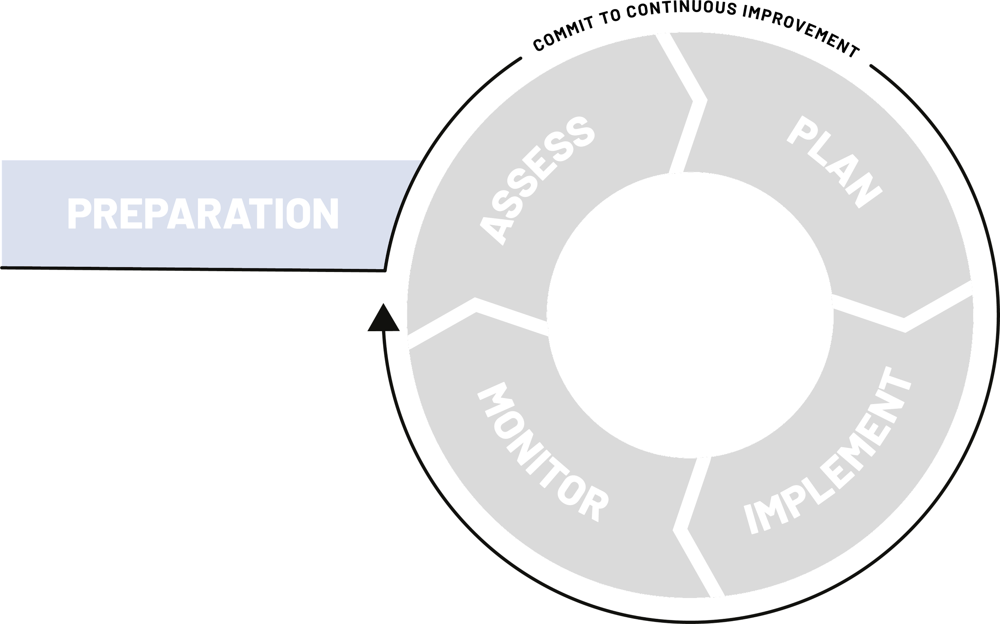 COMMIT TO CONTINUOUS IMPROVEMENT
PREPARATION
ASSESS
PLAN
IMPLEMENT
MONITOR